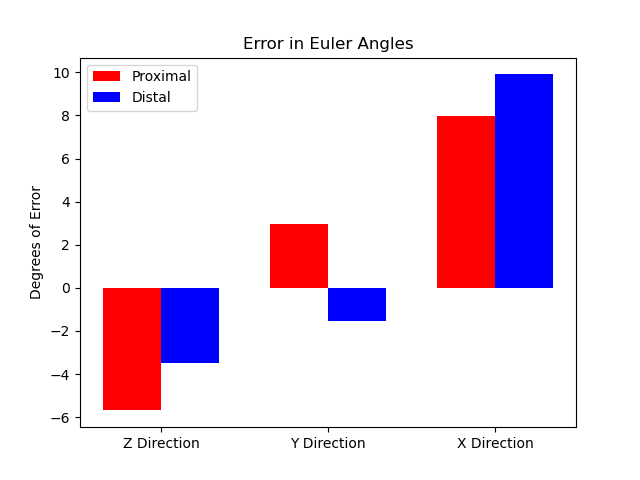 Error in Euler Angles
Proximal
Distal
Degrees of Error
10
8
6
4
2
0
−2
−4
−6
Z Direction
Y Direction
X Direction